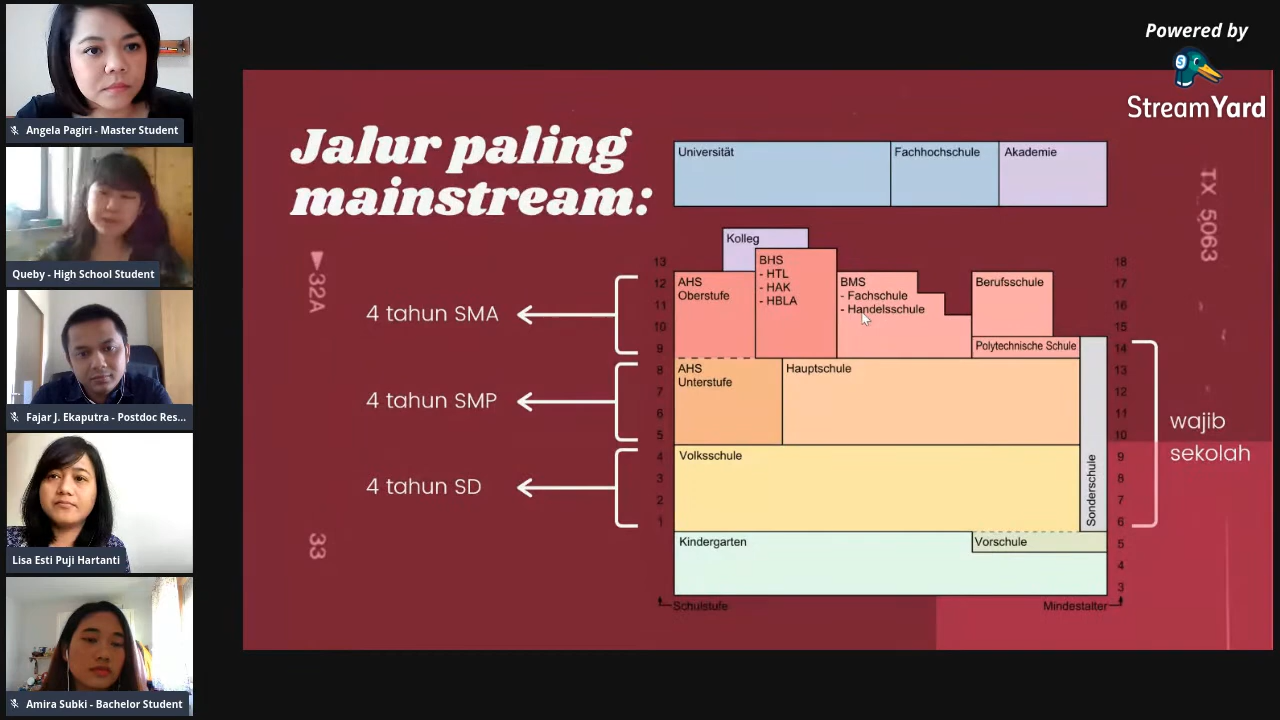 Angela Pagiri - Master Student
Queby - High School Student
Fajar J. Ekaputra - Postdoc Res...
Lisa Esti Puji Hartanti
Amira Subki - Bachelor Student
Powered by
StreamYard
Jalur paling
mainstream:
4 tahun SMA
4 tahun SMP
4 tahun SD
32A
33
TX 5063
Universität
Fachhochschule
Akademie
Kolleg
13
12
11
10
9
8
7
6
5
4
3
2
1
AHS
Oberstufe
BHS
- HTL
- HAK
- HBLA
BMS
- Fachschule
- Handelsschule
Berufsschule
Polytechnische Schule
AHS
Unterstufe
Hauptschule
Volksschule
Sonderschule
Kindergarten
Vorschule
18
17
16
15
14
13
12
11
10
9
8
7
6
5
4
3
Schulstufe
Mindestalter
wajib
sekolah